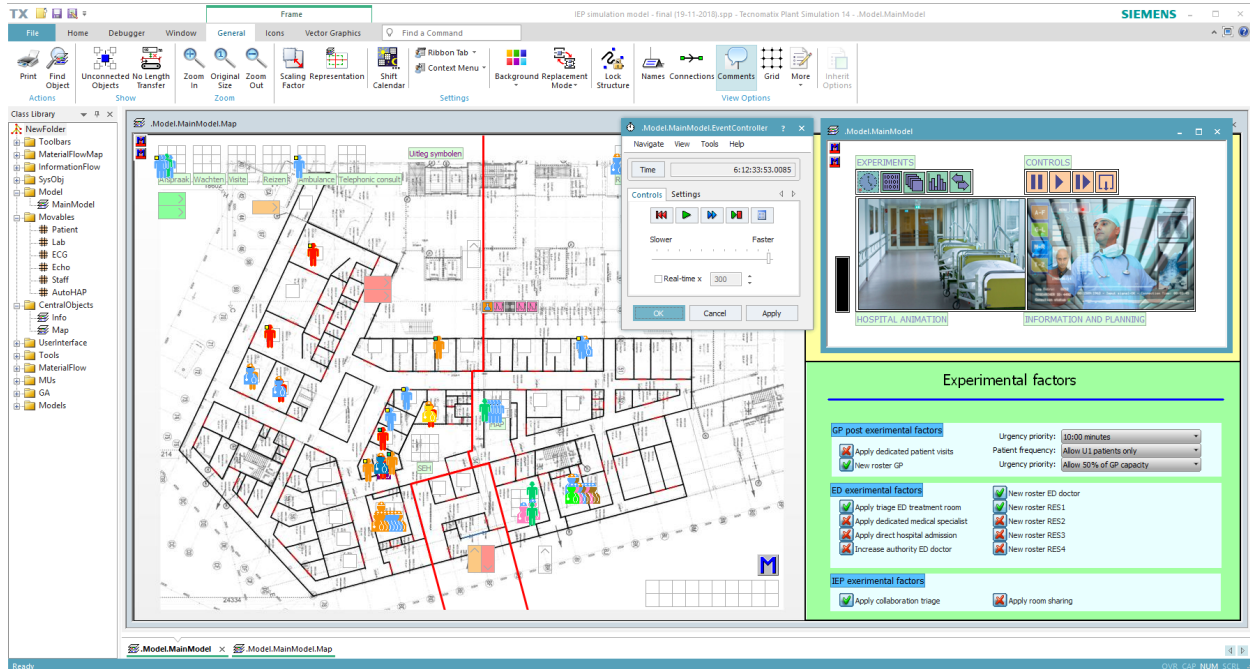 TX
Frame
IEP simulation model - final (19-11-2018).spp - Tecnomatix Plant Simulation 14 - .Model.MainModel
SIEMENS
File Home Debugger Window General Icons Vector Graphics Find a Command
Print Find Object Unconnected Objects No Length Transfer Zoom In Original Size Zoom Out Scaling Factor Representation Shift Calendar Ribbon Tab Context Menu Background Replacement Mode Lock Structure Names Connections Comments Grid More Inherit Options
Actions Show Zoom Settings View Options
Class Library
NewFolder
Toolbars
MaterialFlowMap
InformationFlow
SysObj
Model
MainModel
Movables
Patient
Lab
ECG
Echo
Staff
AutoHAP
CentralObjects
Info
Map
UserInterface
Tools
MaterialFlow
MUs
GA
Models
.Model.MainModel.Map
Uitleg symbolen
Afspraak Wachten Visite Reizen Ambulance Telephonic consult
SEH
214
24334
M
.Model.MainModel.EventController ?
Navigate View Tools Help
Time 6:12:33:53.0085
Controls Settings
Slower Faster
Real-time x 300
OK Cancel Apply
.Model.MainModel
EXPERIMENTS CONTROLS
HOSPITAL ANIMATION INFORMATION AND PLANNING
Experimental factors
GP post exerimental factors
Apply dedicated patient visits
New roster GP
Urgency priority: 10:00 minutes
Patient frequency: Allow U1 patients only
Urgency priority: Allow 50% of GP capacity
ED experimental factors
Apply triage ED treatment room
Apply dedicated medical specialist
Apply direct hospital admission
Increase authority ED doctor
New roster ED doctor
New roster RES1
New roster RES2
New roster RES3
New roster RES4
IEP exerimental factors
Apply collaboration triage Apply room sharing
.Model.MainModel .Model.MainModel.Map
Ready
OVR CAP NUM SCRL